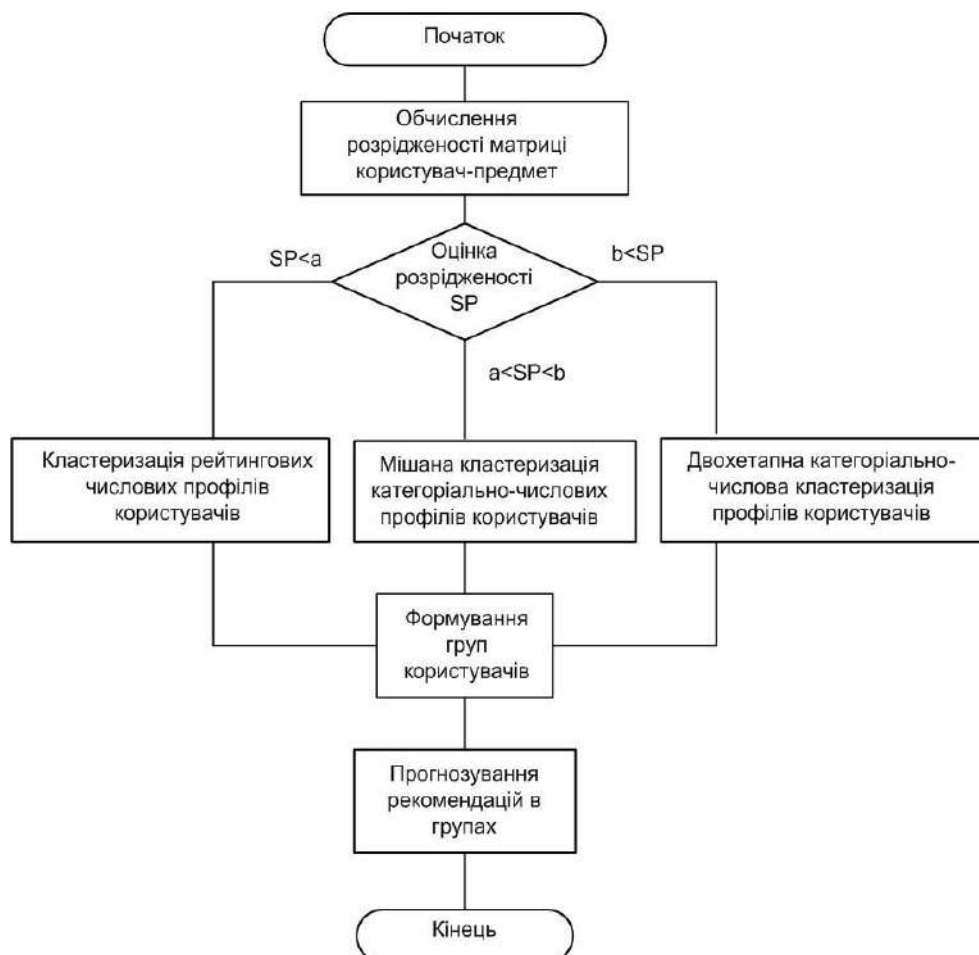 Початок
Обчислення
розрідженості матриці
користувач-предмет
SP<a
Оцінка
розрідженості
SP
b<SP
a<SP<b
Кластеризація рейтингових
числових профілів
користувачів
Мішана кластеризація
категоріально-числових
профілів користувачів
Двохетапна категоріально-
числова кластеризація
профілів користувачів
Формування
груп
користувачів
Прогнозування
рекомендацій в
групах
Кінець